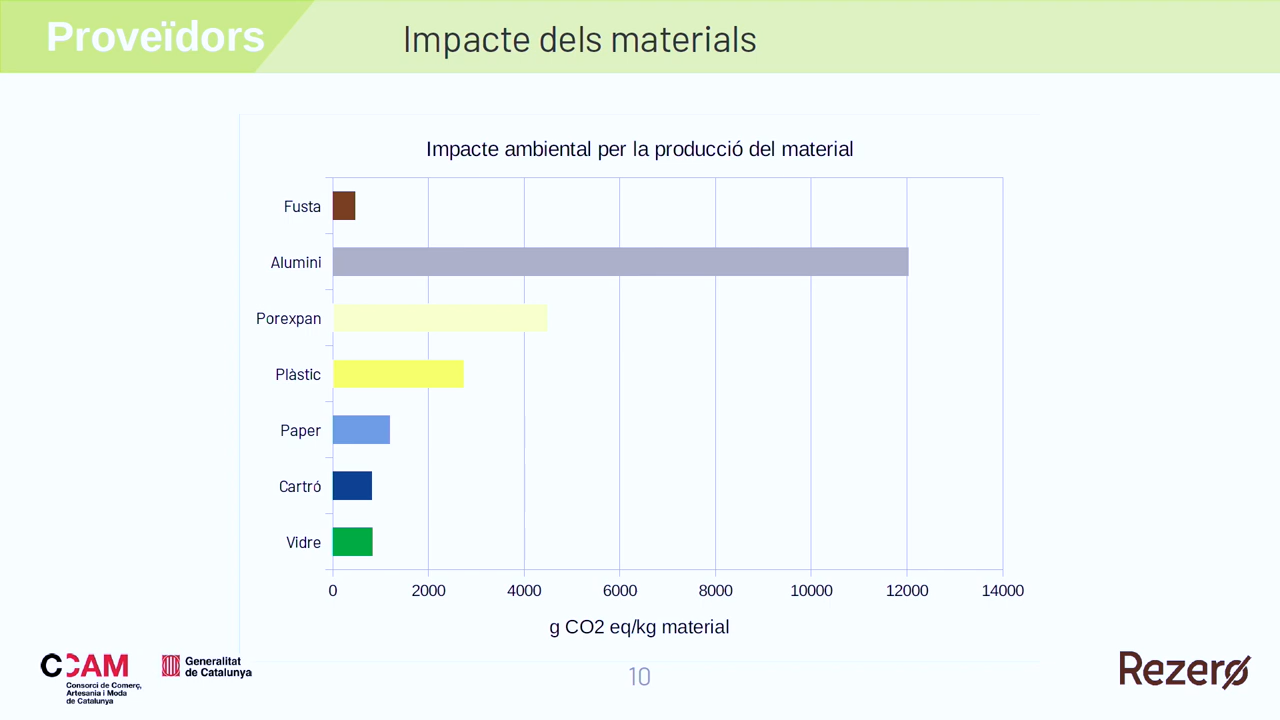 Proveïdors
Impacte dels materials
Impacte ambiental per la producció del material
Fusta
Alumini
Porexpan
Plàstic
Paper
Cartró
Vidre
0 2000 4000 6000 8000 10000 12000 14000
g CO2 eq/kg material
CCAM
Consorci de Comerç,
Artesania i Moda
de Catalunya
Generalitat
de Catalunya
10
Rezero